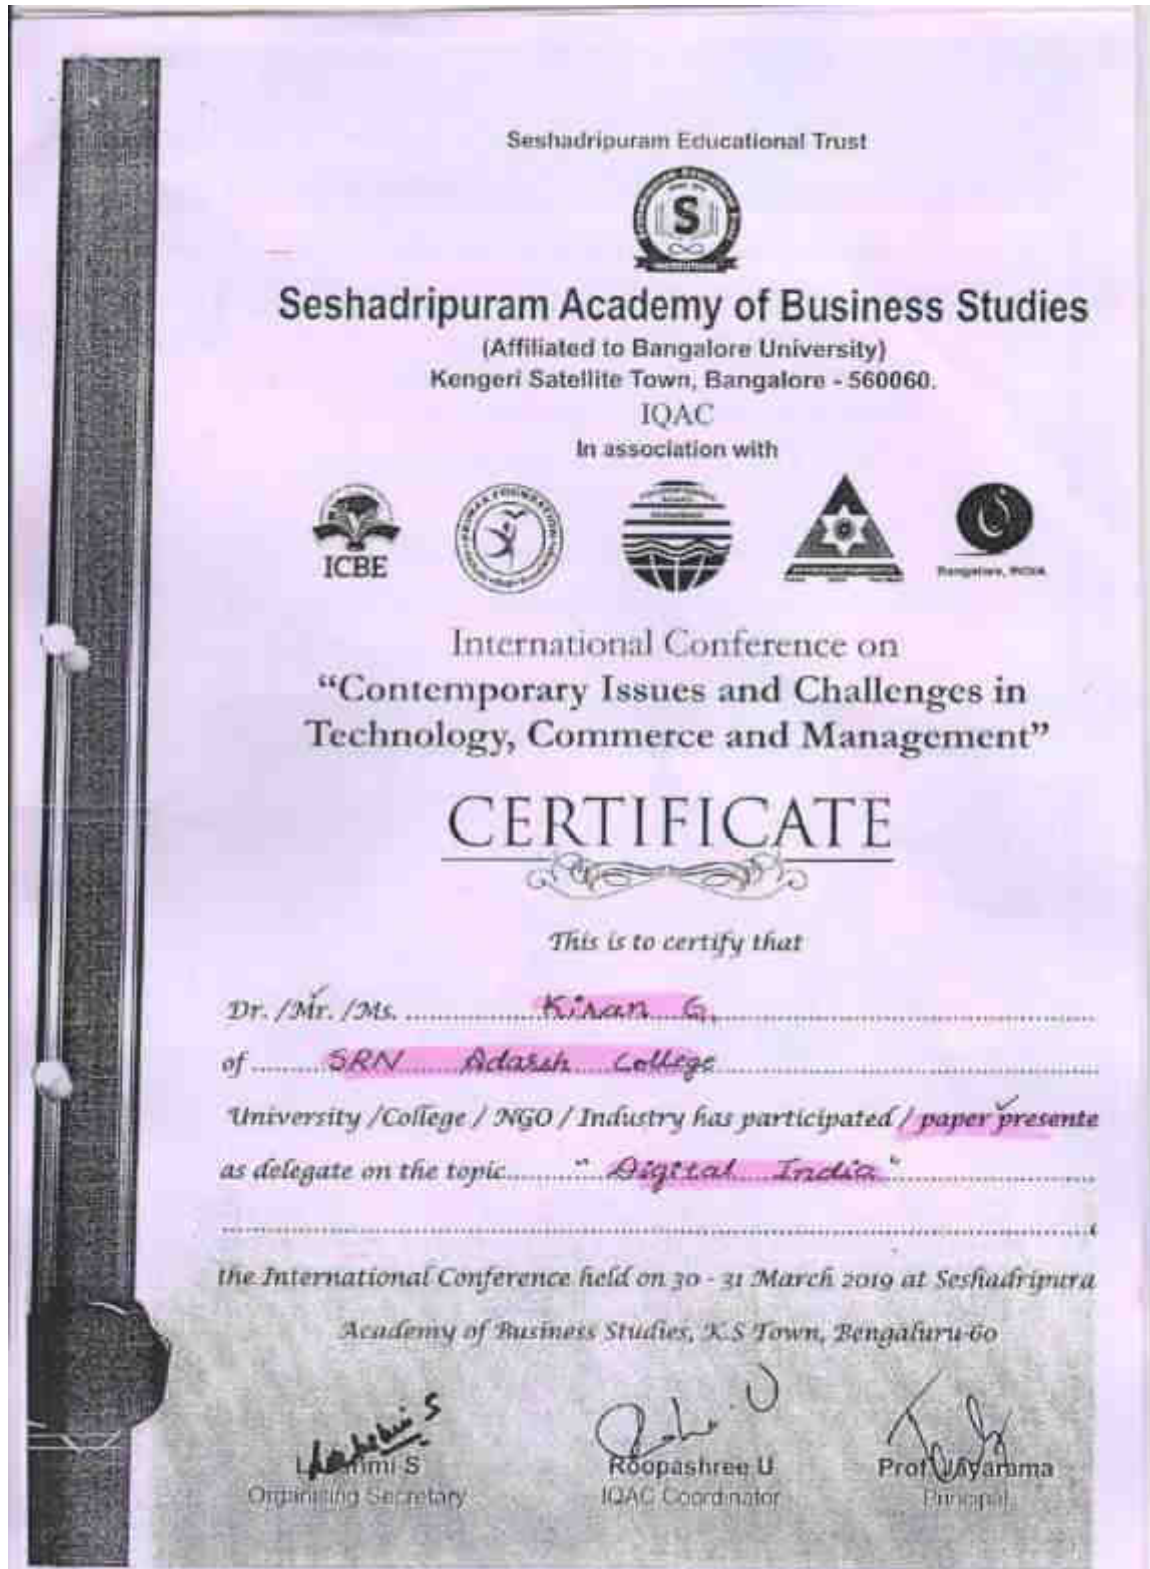 Seshadripuram Educational Trust
S
Seshadripuram Academy of Business Studies
(Affiliated to Bangalore University)
Kengeri Satellite Town, Bangalore - 560060.
IQAC
In association with
ICBE
Bangalore, INDIA
International Conference on
“Contemporary Issues and Challenges in
Technology, Commerce and Management”
CERTIFICATE
This is to certify that
Dr. /Mr. /Ms. Kiran G.
of SRN Adarsh College
University /College / NGO / Industry has participated / paper presente
as delegate on the topic " Digital India "
the International Conference held on 30 - 31 March 2019 at Seshadripura
Academy of Business Studies, K.S Town, Bengaluru-60
Roopashree U
Prof Jayarama
Organising Secretary
IQAC Coordinator
Principal